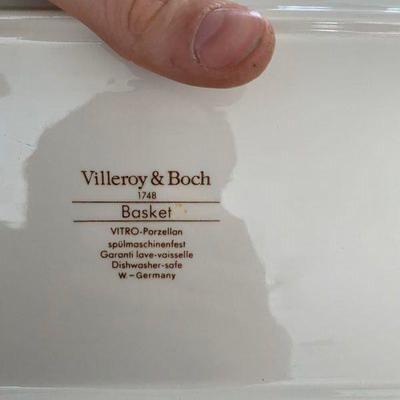 Villeroy & Boch
1748
Basket
VITRO-Porzellan
spülmaschinenfest
Garanti lave-vaisselle
Dishwasher-safe
W.-Germany